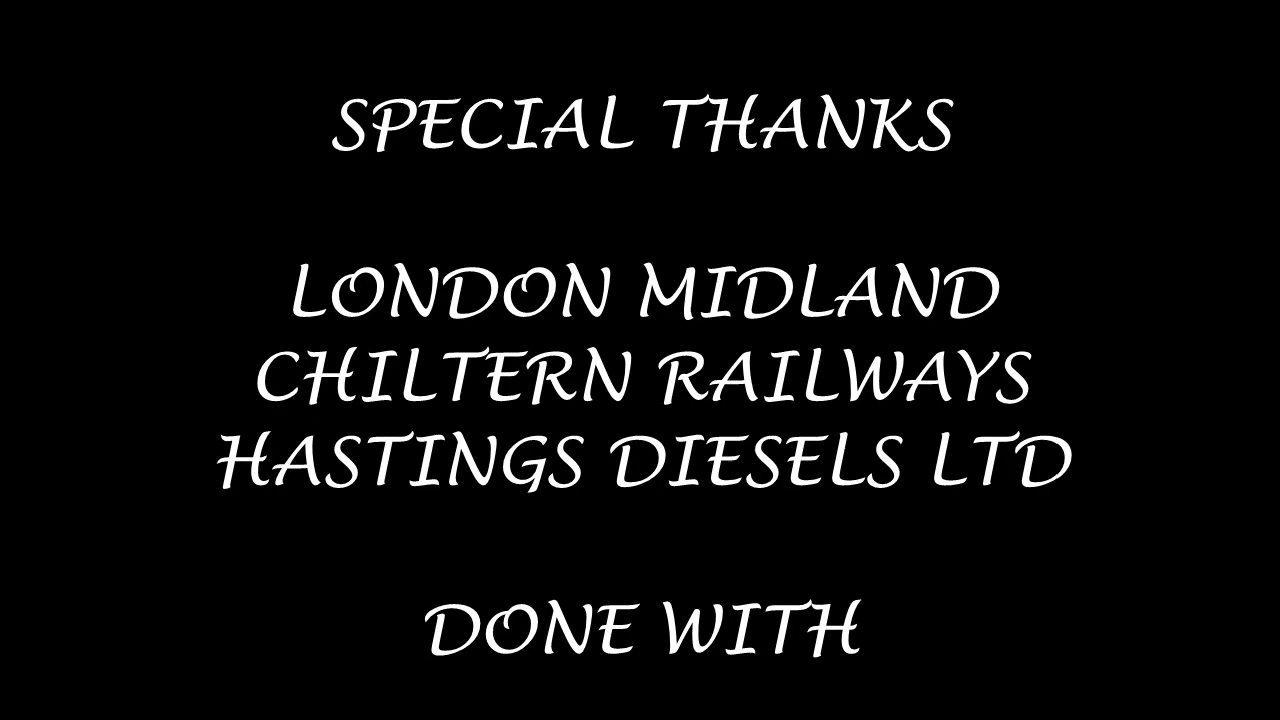 SPECIAL THANKS
LONDON MIDLAND
CHILTERN RAILWAYS
HASTINGS DIESELS LTD
DONE WITH